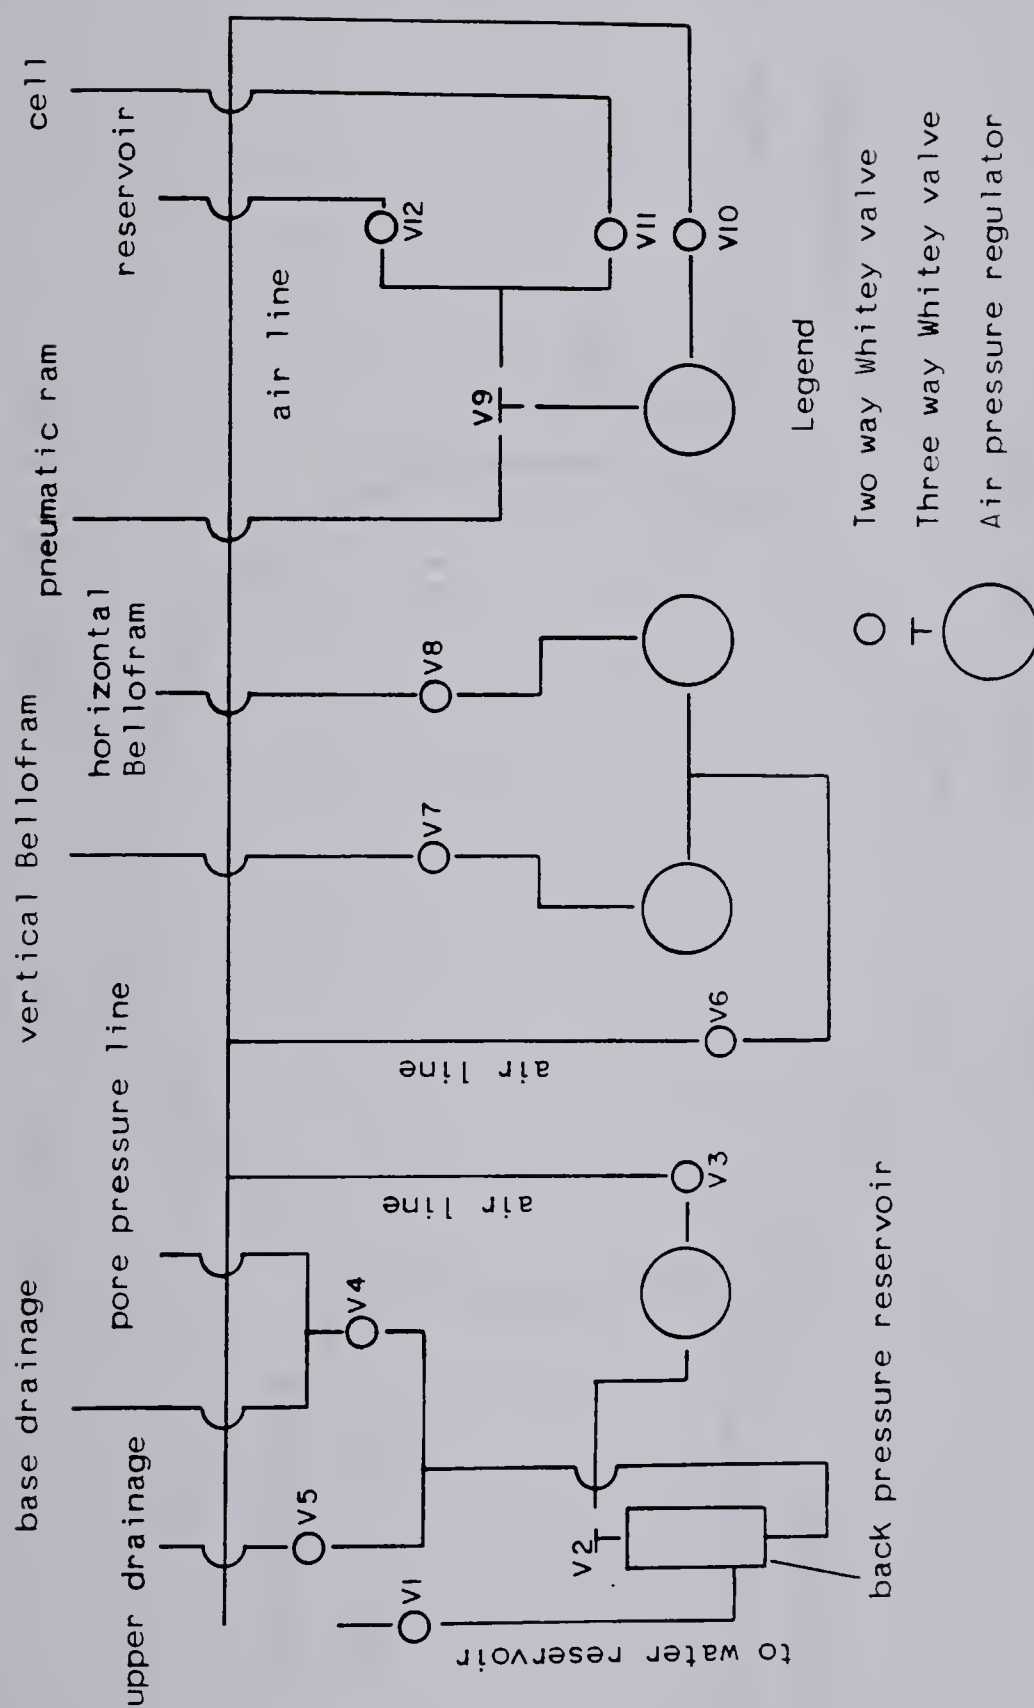 upper drainage
base drainage
pore pressure line
vertical Bellofram
horizontal
Bellofram
pneumatic ram
reservoir
cell
V1
V5
V4
V2
V3
V6
V7
V8
V9
V12
V11
V10
air line
air line
air line
to water reservoir
back pressure reservoir
Legend
Two way Whitey valve
Three way Whitey valve
Air pressure regulator